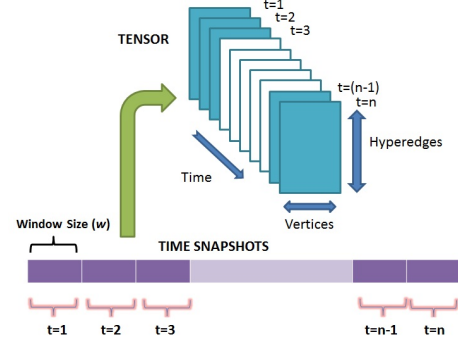 t=1
t=2
t=3
TENSOR
t=(n-1)
t=n
Hyperedges
Time
Vertices
Window Size (w)
TIME SNAPSHOTS
t=1
t=2
t=3
t=n-1
t=n